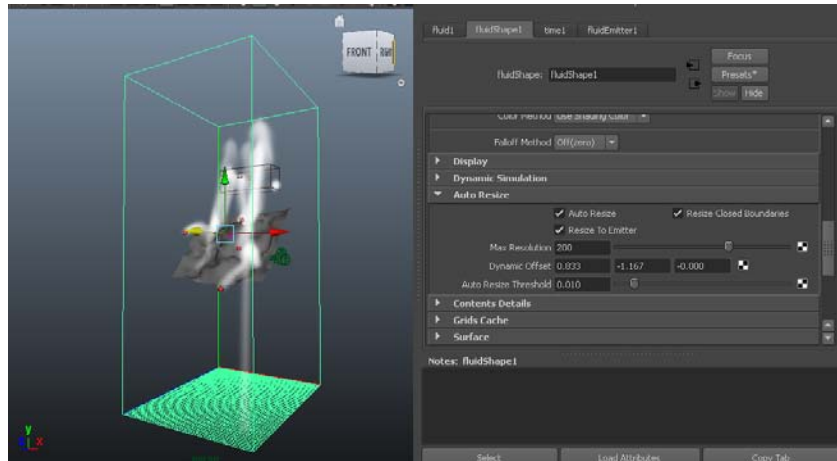 FRONT
y
x
fluid1 fluidShape1 time1 fluidEmitter1
Focus
fluidShape: fluidShape1
Presets*
Show Hide
Color Method Use Shading Color
Falloff Method Off(zero)
Display
Dynamic Simulation
Auto Resize
Auto Resize Resize Closed Boundaries
Resize To Emitter
Max Resolution 200
Dynamic Offset 0.833 -1.167 -0.000
Auto Resize Threshold 0.010
Contents Details
Grids Cache
Surface
Notes: fluidShape1
Select Load Attributes Copy Tab